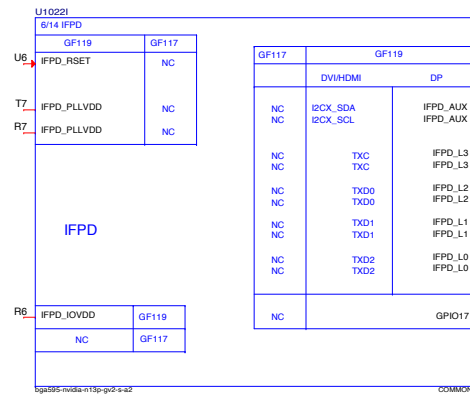 U1022I
6/14 IFPD
GF119 GF117
U6 IFPD_RSET NC
T7 IFPD_PLLVDD NC
R7 IFPD_PLLVDD NC
IFPD
R6 IFPD_IOVDD GF119
NC GF117
GF117 GF119
DVI/HDMI DP
NC I2CX_SDA IFPD_AUX
NC I2CX_SCL IFPD_AUX
NC TXC IFPD_L3
NC TXC IFPD_L3
NC TXD0 IFPD_L2
NC TXD0 IFPD_L2
NC TXD1 IFPD_L1
NC TXD1 IFPD_L1
NC TXD2 IFPD_L0
NC TXD2 IFPD_L0
NC GPIO17
bga595-nvidia-n13p-gv2-s-a2 COMMON